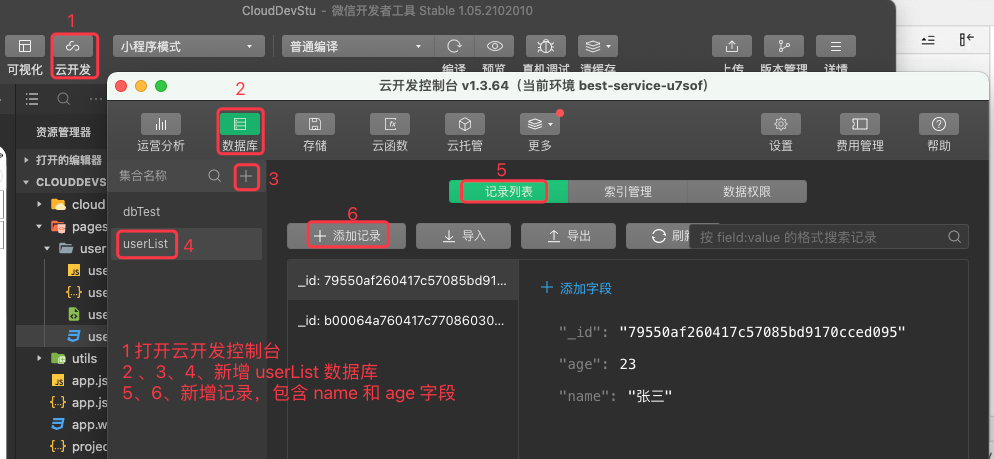 CloudDevStu - 微信开发者工具 Stable 1.05.2102010
1
小程序模式
普通编译
可视化
云开发
编译
预览
真机调试
清缓存
上传
版本管理
详情
云开发控制台 v1.3.64（当前环境 best-service-u7sof）
2
运营分析
数据库
存储
云函数
云托管
更多
设置
费用管理
帮助
资源管理器
打开的编辑器
CLOUDDEVS
cloud
pages
user
use
use
use
use
utils
app.js
app.js
app.w
projec
集合名称
3
dbTest
userList
4
5
记录列表
索引管理
数据权限
6
添加记录
导入
导出
刷新
按 field:value 的格式搜索记录
_id: 79550af260417c57085bd91...
_id: b00064a760417c77086030...
添加字段
"_id": "79550af260417c57085bd9170cced095"
"age": 23
"name": "张三"
1 打开云开发控制台
2 、3、4、新增 userList 数据库
5、6、新增记录，包含 name 和 age 字段